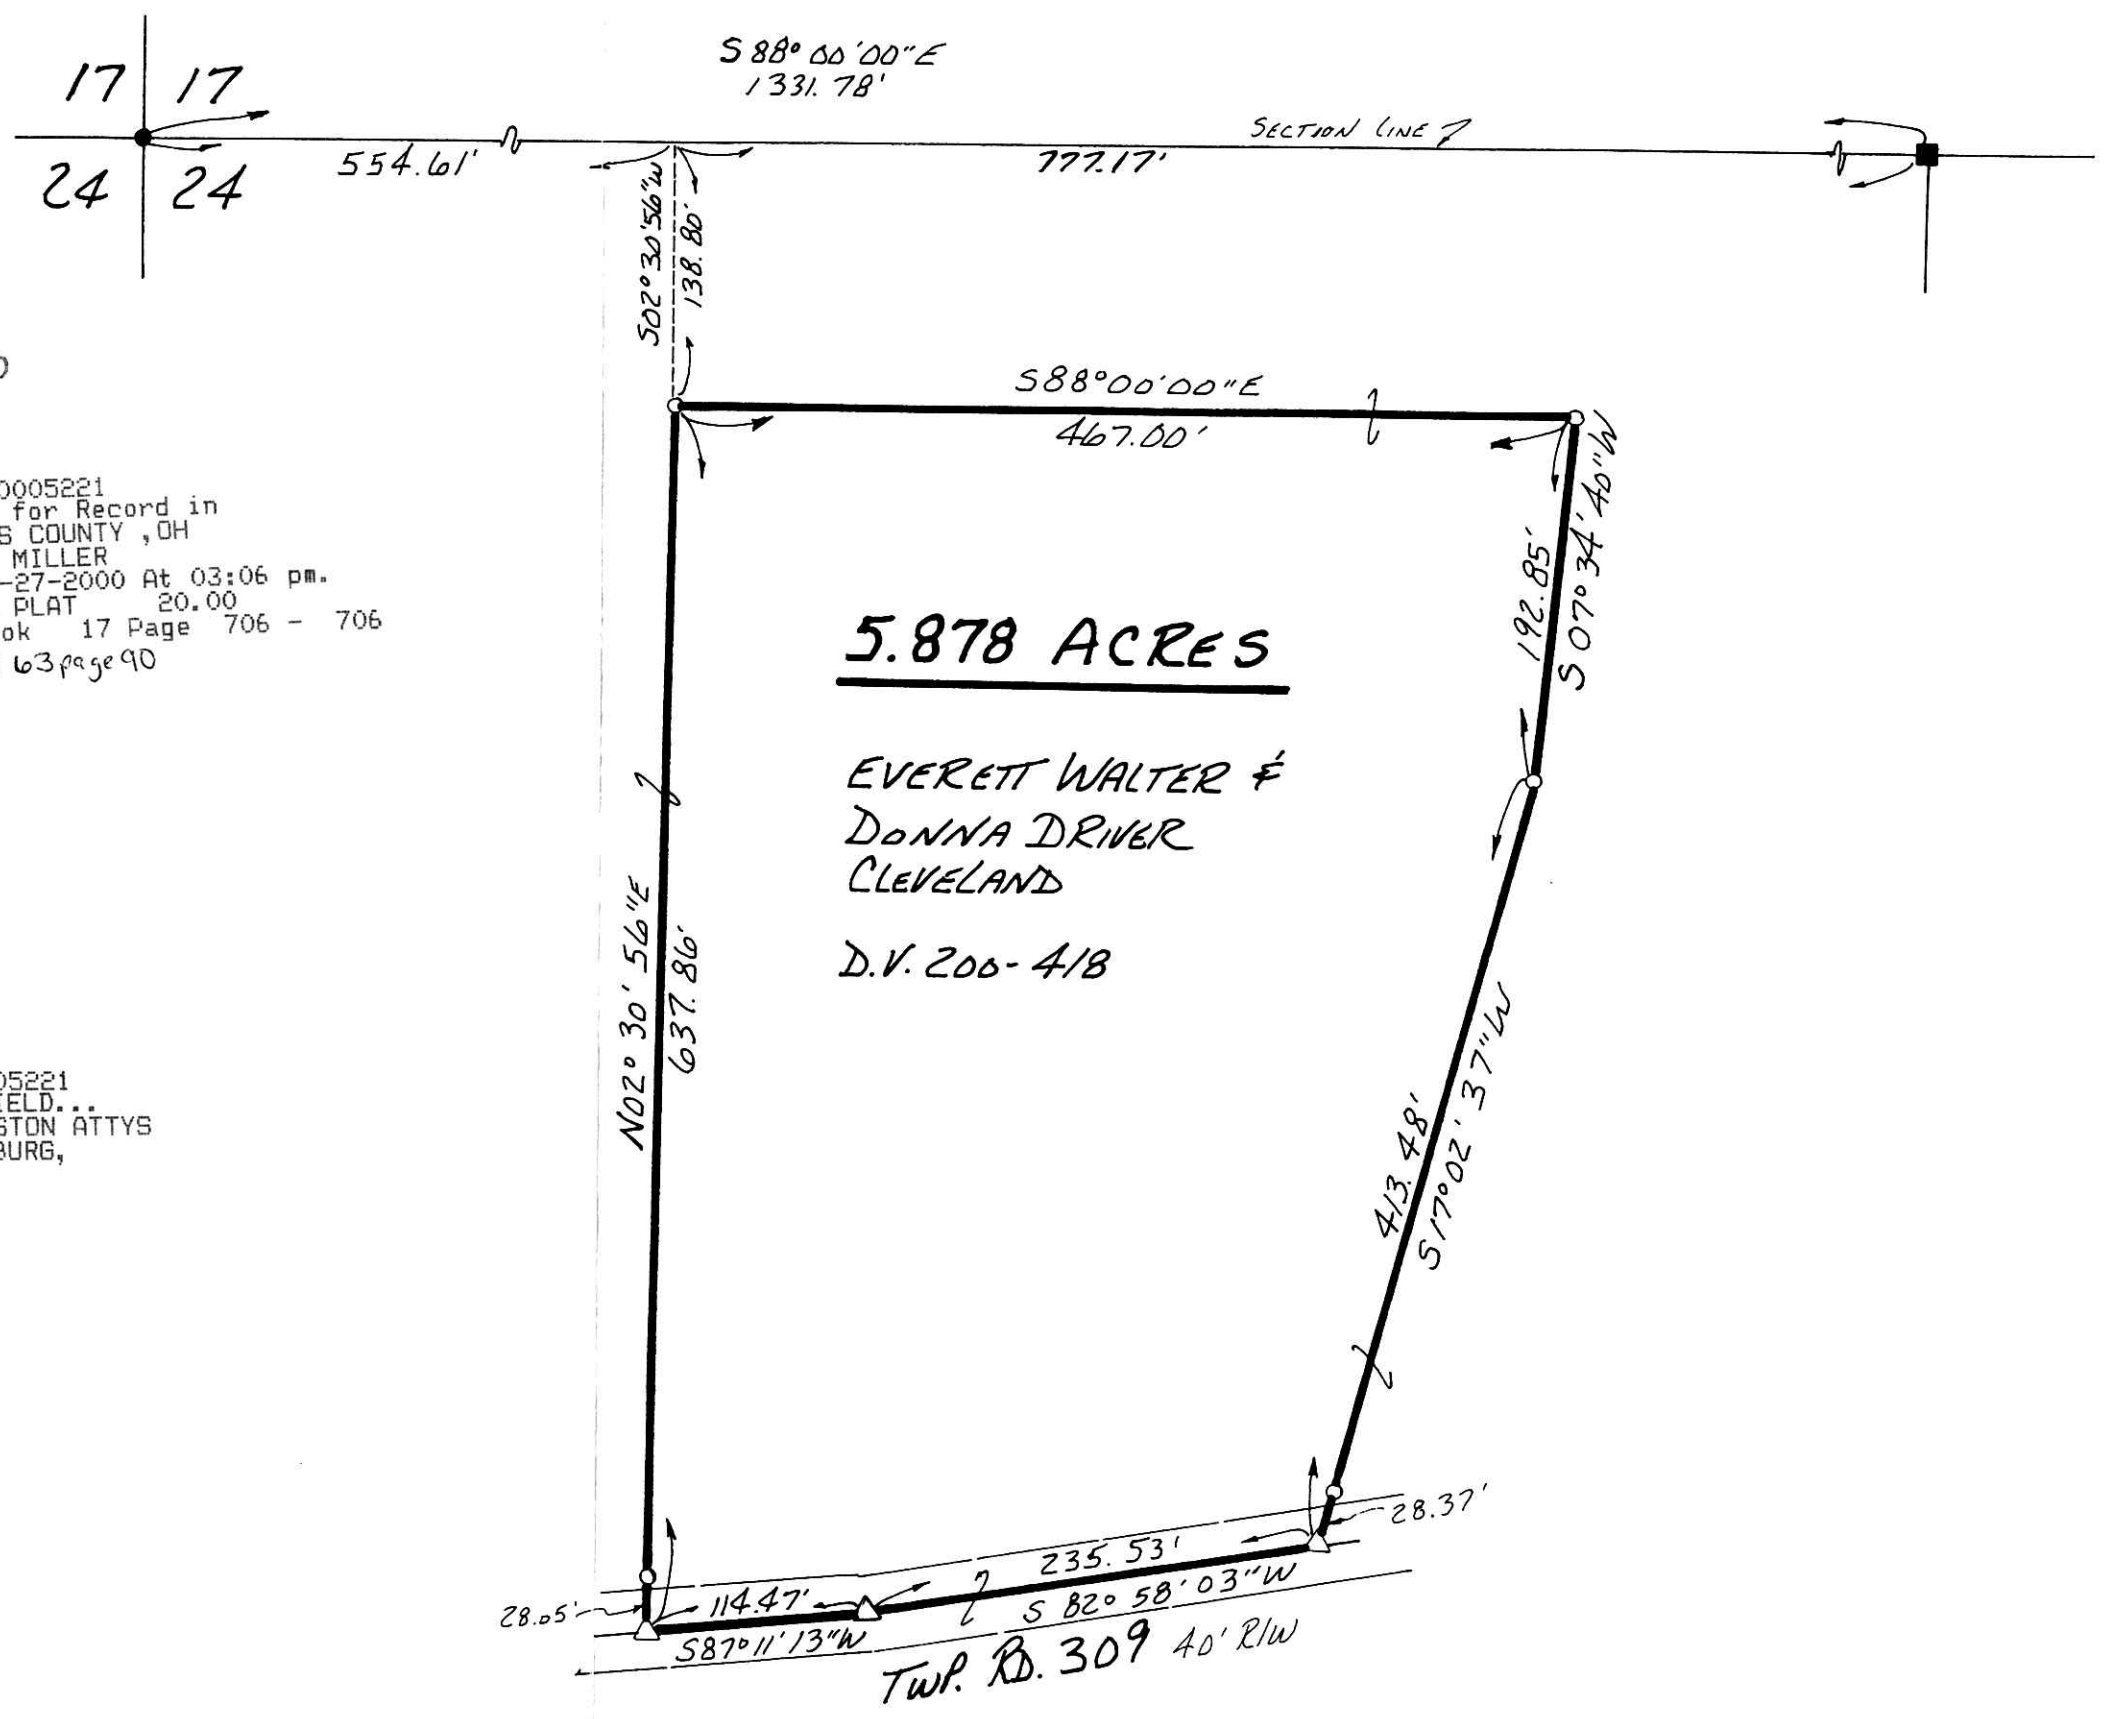 S 88° 00' 00" E
1331.78'
17 17
24 24
SECTION LINE
554.61'
777.17'
S02° 30' 56" W
138.80'
S88° 00' 00" E
467.00'
0005221
for Record in
S COUNTY ,OH
MILLER
-27-2000 At 03:06 pm.
PLAT 20.00
ok 17 Page 706 - 706
63 page 90
192.85'
S 07° 34' 40" W
5.878 ACRES
EVERETT WALTER &
DONNA DRIVER
CLEVELAND
D.V. 200-418
N02° 30' 56" E
637.86'
413.48'
S17° 02' 37" W
05221
IELD...
STON ATTYS
BURG,
28.37'
235.53'
S 82° 58' 03" W
28.05'
114.47'
S87° 11' 13" W
TWP. RD. 309 40' R/W